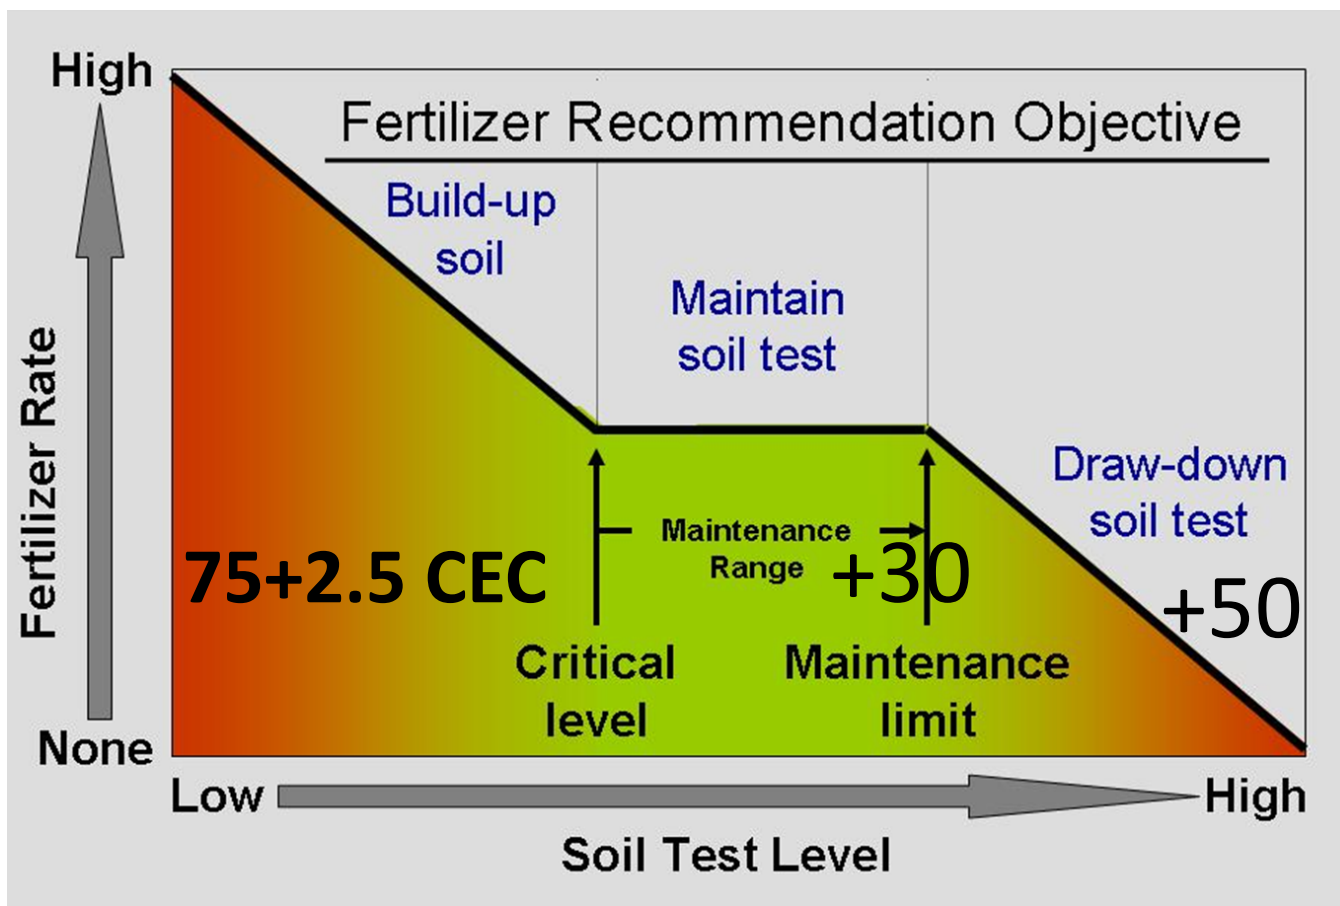 High
Fertilizer Recommendation Objective
Build-up
soil
Maintain
soil test
Draw-down
soil test
Fertilizer Rate
Maintenance
Range
75+2.5 CEC
+30
+50
Critical
level
Maintenance
limit
None
Low
High
Soil Test Level